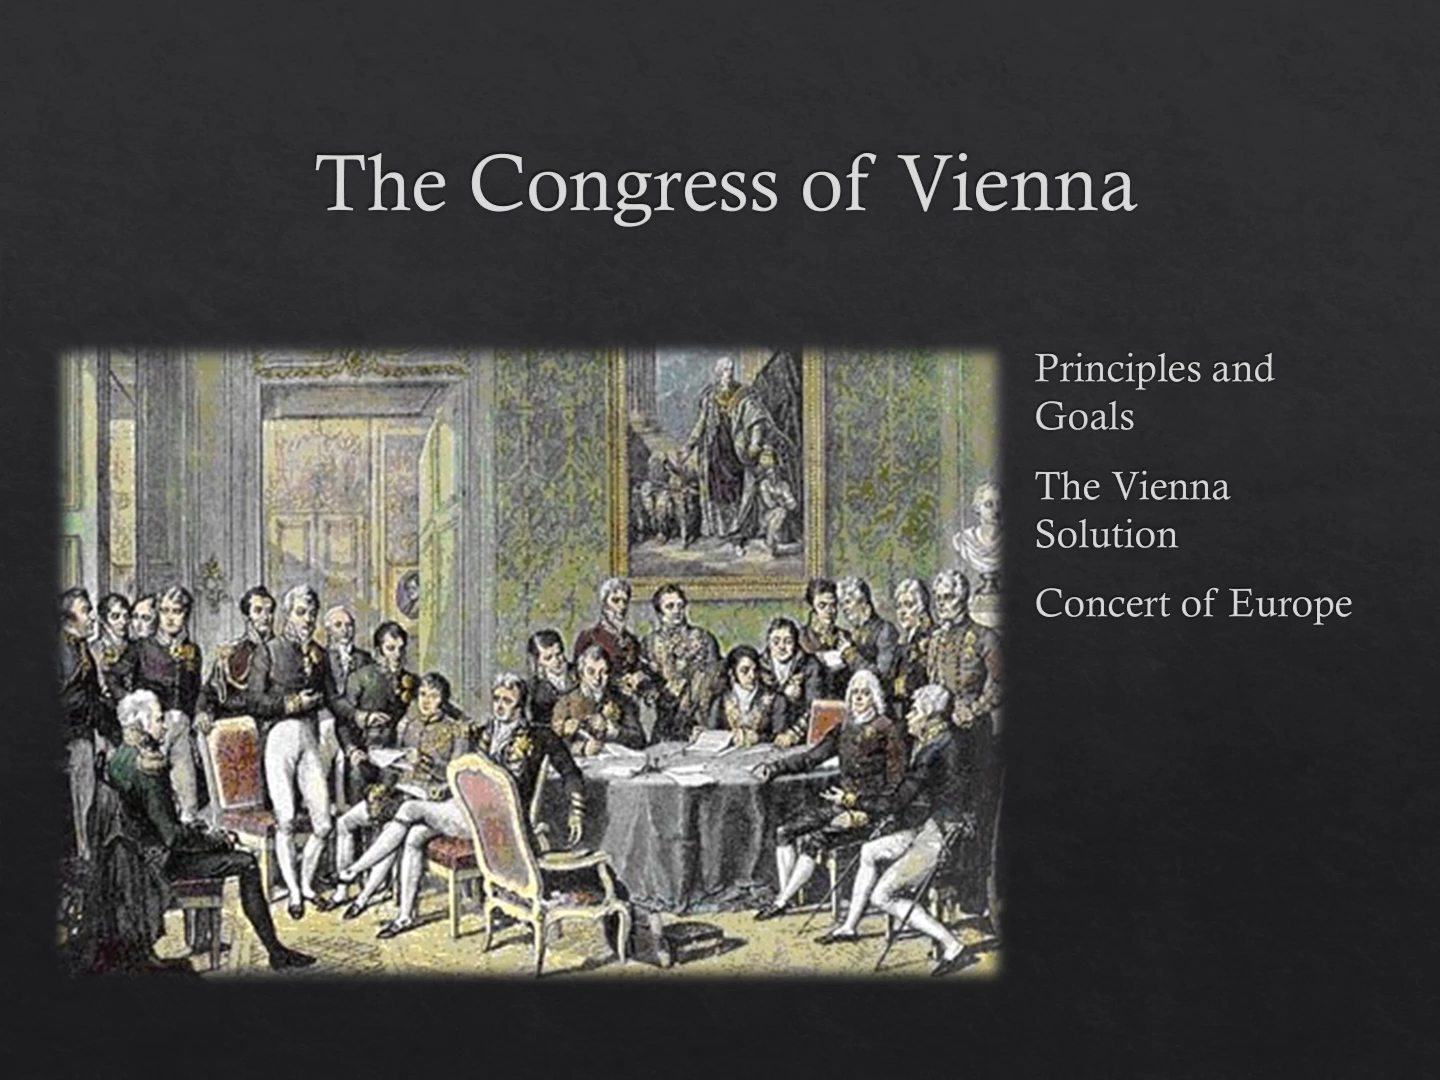 The Congress of Vienna
Principles and
Goals
The Vienna
Solution
Concert of Europe